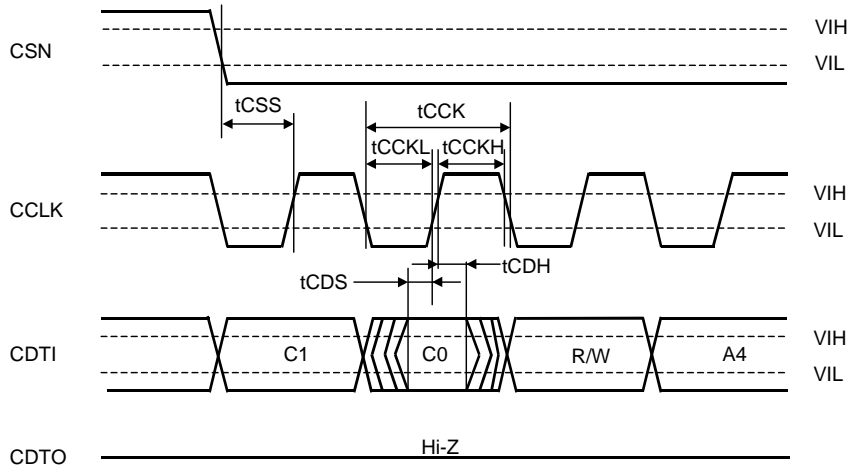 VIH
CSN
VIL
tCSS
tCCK
tCCKL tCCKH
VIH
CCLK
VIL
tCDS
tCDH
VIH
CDTI C1 C0 R/W A4
VIL
Hi-Z
CDTO